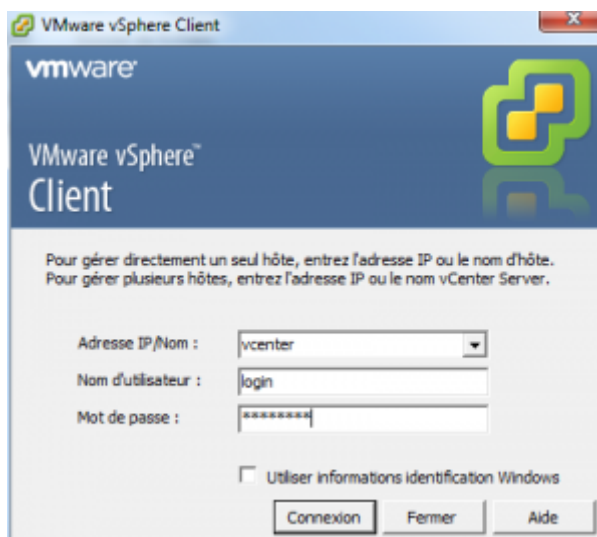 VMware vSphere Client
vmware
VMware vSphere™
Client
Pour gérer directement un seul hôte, entrez l'adresse IP ou le nom d'hôte.
Pour gérer plusieurs hôtes, entrez l'adresse IP ou le nom vCenter Server.
Adresse IP/Nom : vcenter
Nom d'utilisateur : login
Mot de passe : ********
Utiliser informations identification Windows
Connexion Fermer Aide